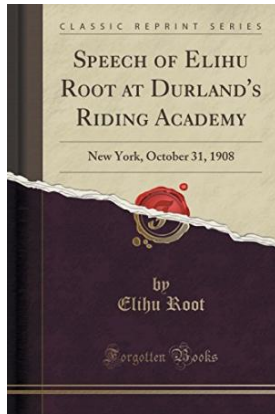 CLASSIC REPRINT SERIES
SPEECH OF ELIHU
ROOT AT DURLAND'S
RIDING ACADEMY
New York, October 31, 1908
by
Elihu Root
Forgotten Books